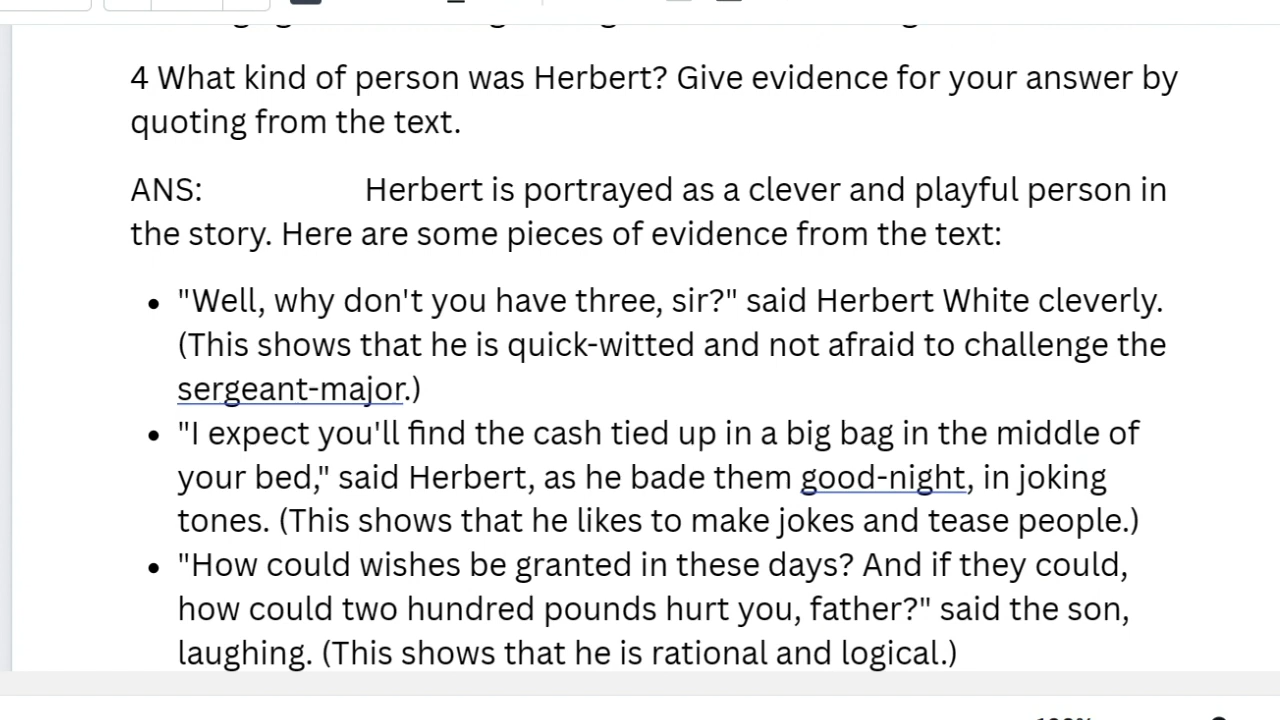 4 What kind of person was Herbert? Give evidence for your answer by
quoting from the text.
ANS: Herbert is portrayed as a clever and playful person in
the story. Here are some pieces of evidence from the text:
• "Well, why don't you have three, sir?" said Herbert White cleverly.
(This shows that he is quick-witted and not afraid to challenge the
sergeant-major.)
• "I expect you'll find the cash tied up in a big bag in the middle of
your bed," said Herbert, as he bade them good-night, in joking
tones. (This shows that he likes to make jokes and tease people.)
• "How could wishes be granted in these days? And if they could,
how could two hundred pounds hurt you, father?" said the son,
laughing. (This shows that he is rational and logical.)